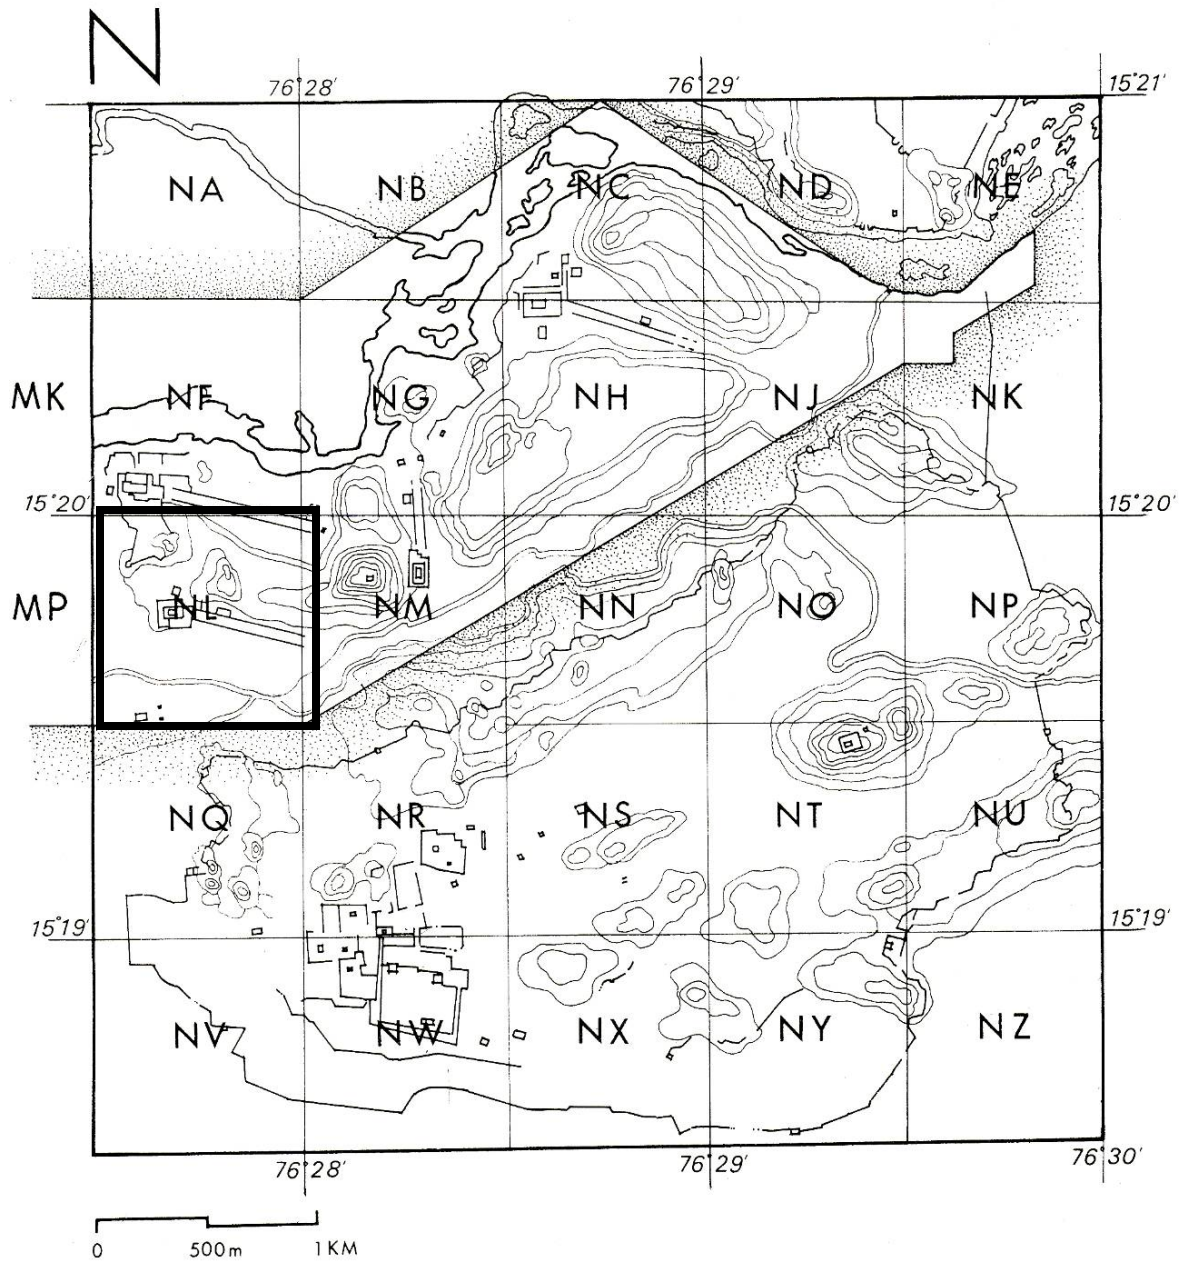 N
76°28' 76°29' 15°21'
NA NB NC ND NE
MK NF NG NH NJ NK
15°20' 15°20'
MP NL NM NN NO NP
NQ NR NS NT NU
15°19' 15°19'
NV NW NX NY NZ
76°28' 76°29' 76°30'
0 500m 1KM